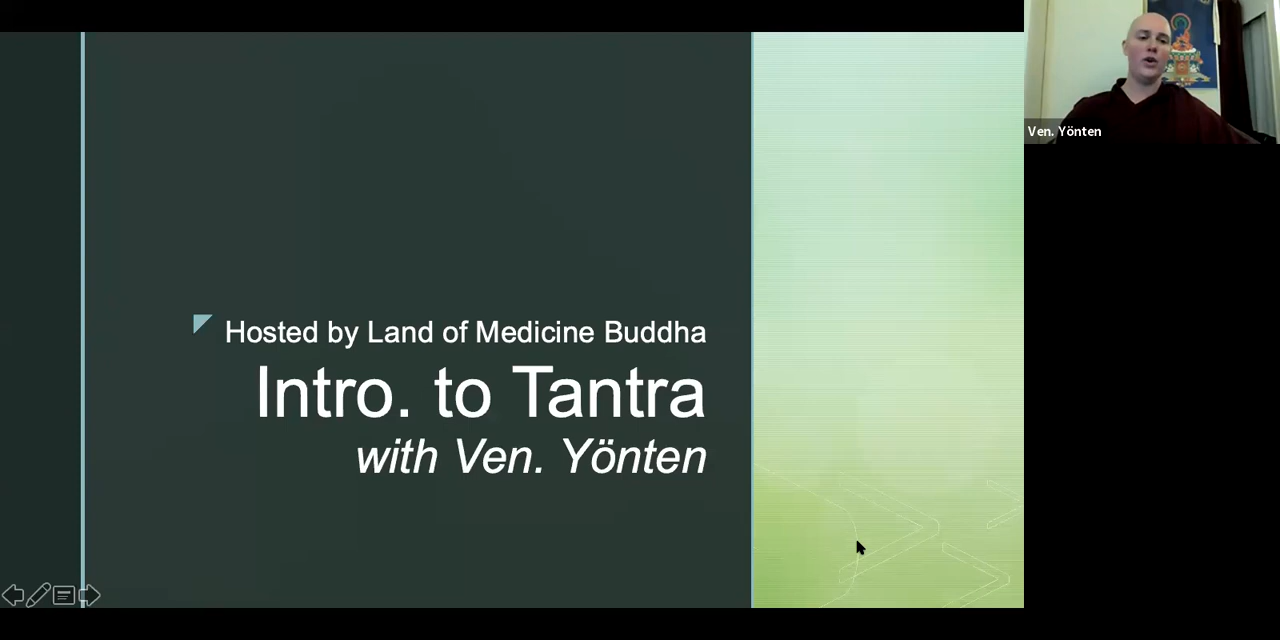 Hosted by Land of Medicine Buddha
Intro. to Tantra
with Ven. Yönten
Ven. Yönten